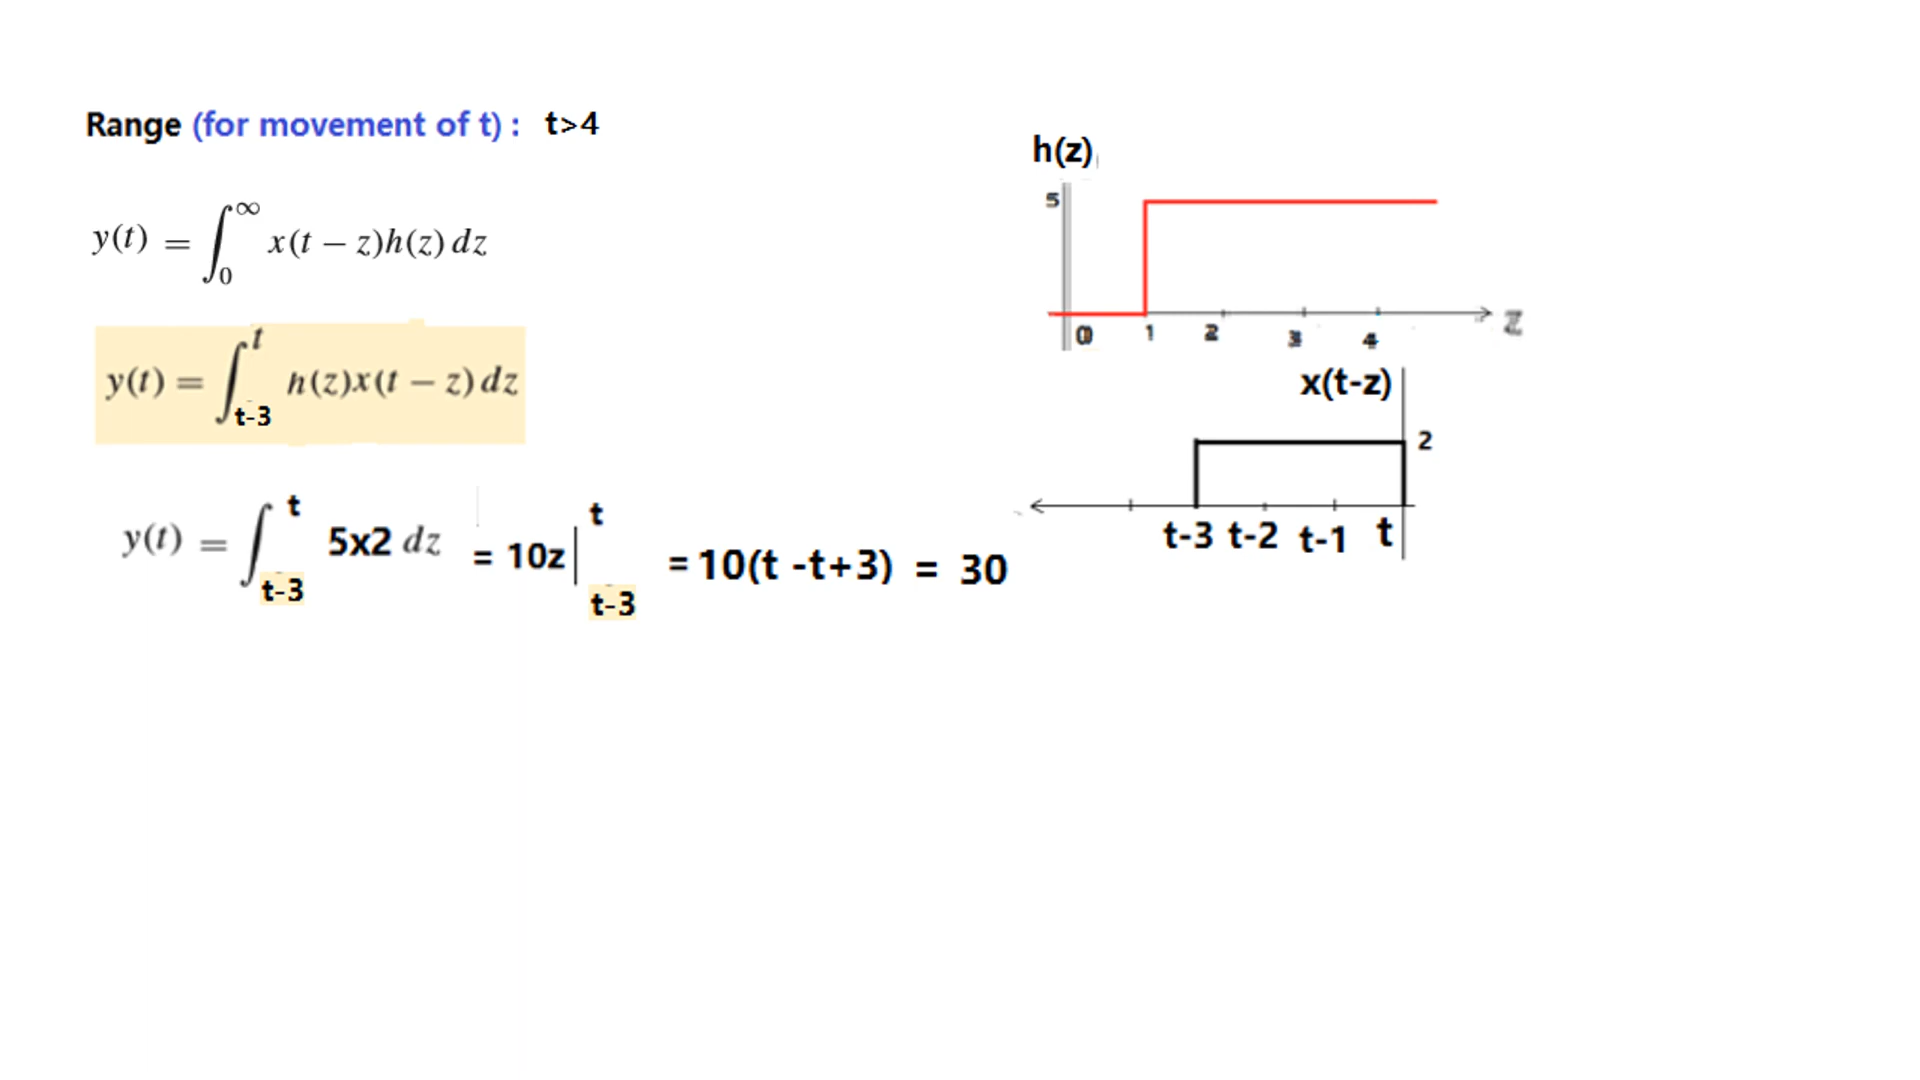 Range (for movement of t) : t>4
y(t) = ∫₀^∞ x(t − z)h(z) dz
y(t) = ∫_{t-3}^{t} h(z)x(t − z) dz
y(t) = ∫_{t-3}^{t} 5x2 dz = 10z|_{t-3}^{t} = 10(t -t+3) = 30
h(z)
5
0 1 2 3 4 z
x(t-z)
2
t-3 t-2 t-1 t